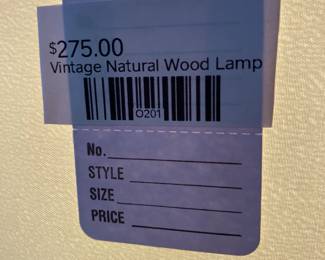 $275.00
Vintage Natural Wood Lamp
O201
No.
STYLE
SIZE
PRICE